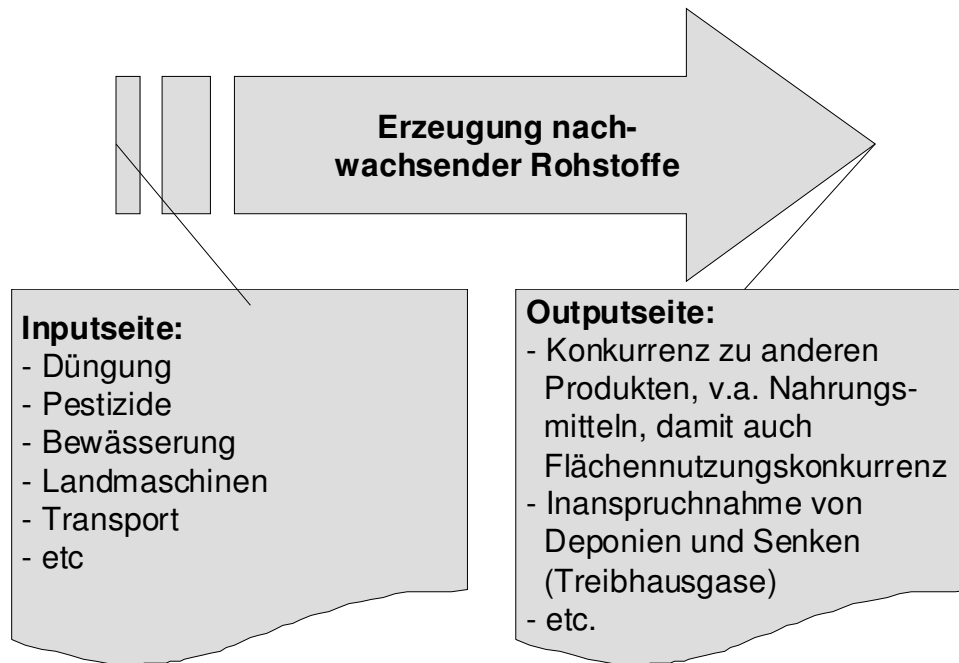 Erzeugung nach-
wachsender Rohstoffe
Inputseite:
- Düngung
- Pestizide
- Bewässerung
- Landmaschinen
- Transport
- etc
Outputseite:
- Konkurrenz zu anderen
Produkten, v.a. Nahrungs-
mitteln, damit auch
Flächennutzungskonkurrenz
- Inanspruchnahme von
Deponien und Senken
(Treibhausgase)
- etc.